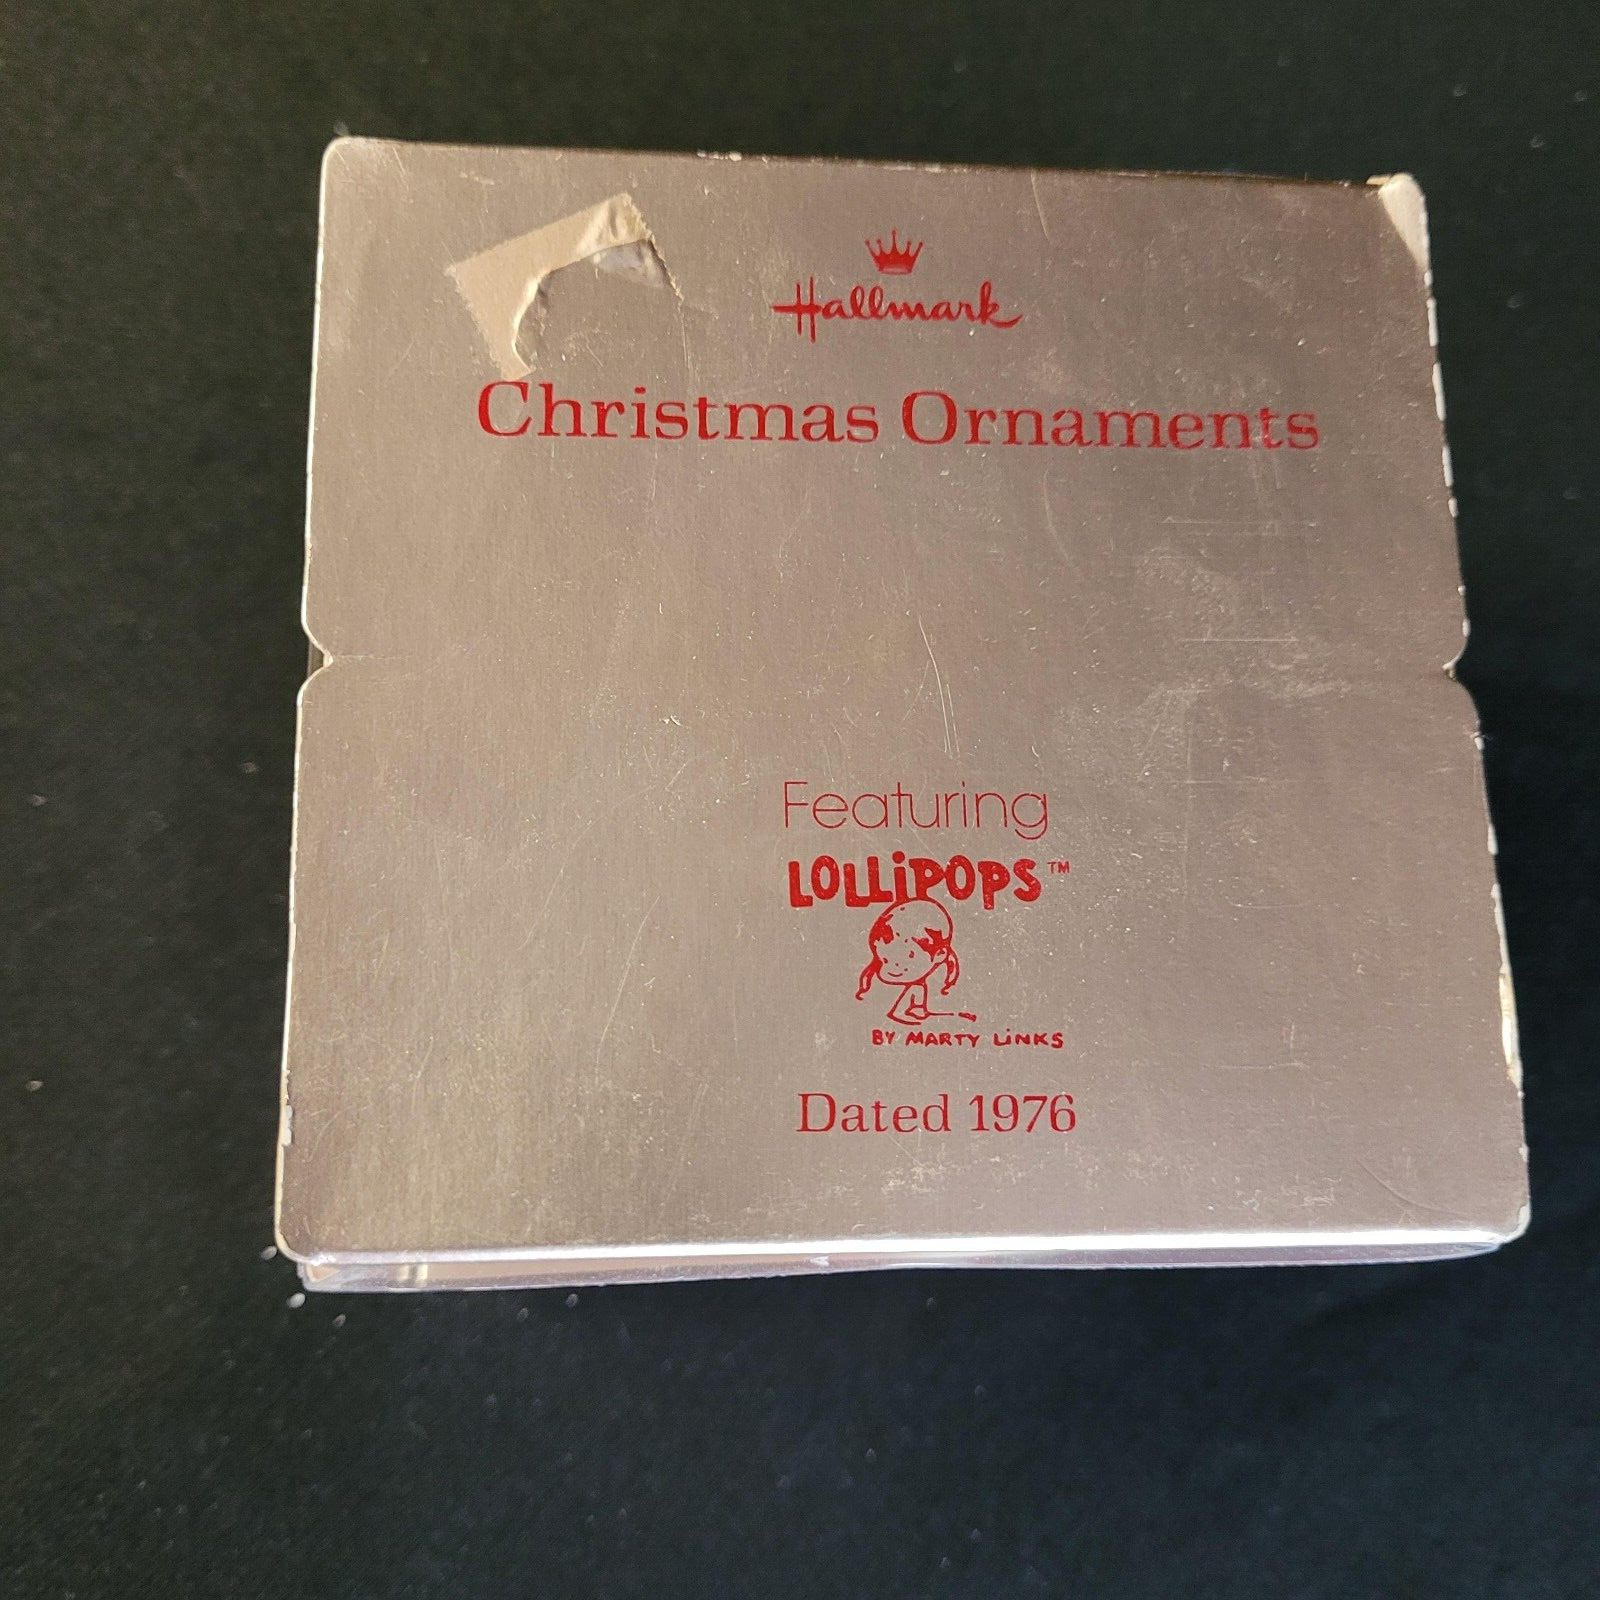 Hallmark
Christmas Ornaments
Featuring
LOLLiPOPS™
BY MARTY LiNKS
Dated 1976